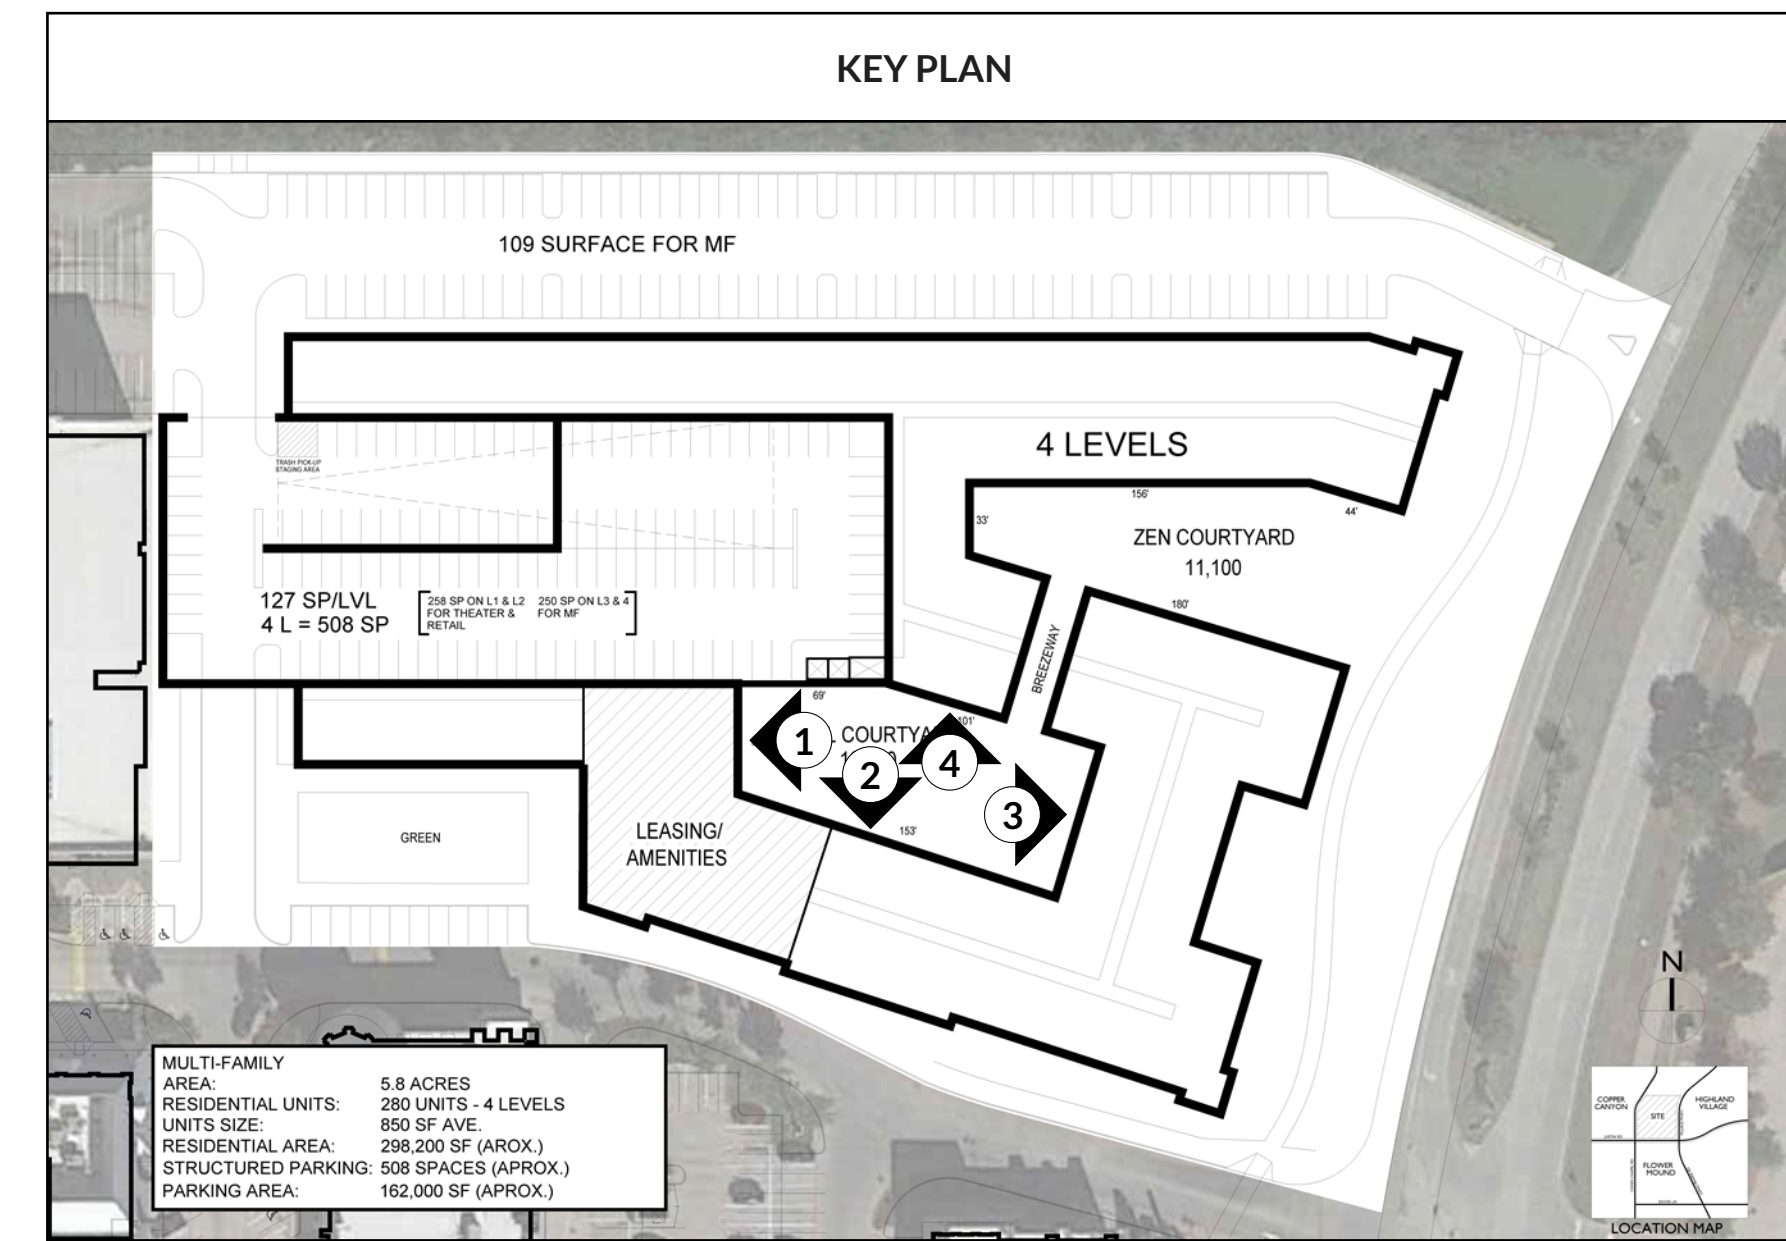 KEY PLAN
109 SURFACE FOR MF
TRASH PICK-UP
STAGING AREA
4 LEVELS
156'
44'
33'
ZEN COURTYARD
11,100
180'
127 SP/LVL
4 L = 508 SP
258 SP ON L1 & L2
FOR THEATER &
RETAIL
250 SP ON L3 & 4
FOR MF
BREEZEWAY
69'
101'
L COURTYA
1
2
4
3
153'
GREEN
LEASING/
AMENITIES
N
MULTI-FAMILY
AREA: 5.8 ACRES
RESIDENTIAL UNITS: 280 UNITS - 4 LEVELS
UNITS SIZE: 850 SF AVE.
RESIDENTIAL AREA: 298,200 SF (AROX.)
STRUCTURED PARKING: 508 SPACES (APROX.)
PARKING AREA: 162,000 SF (APROX.)
COPPER
CANYON
SITE
HIGHLAND
VILLAGE
FLOWER
MOUND
LOCATION MAP